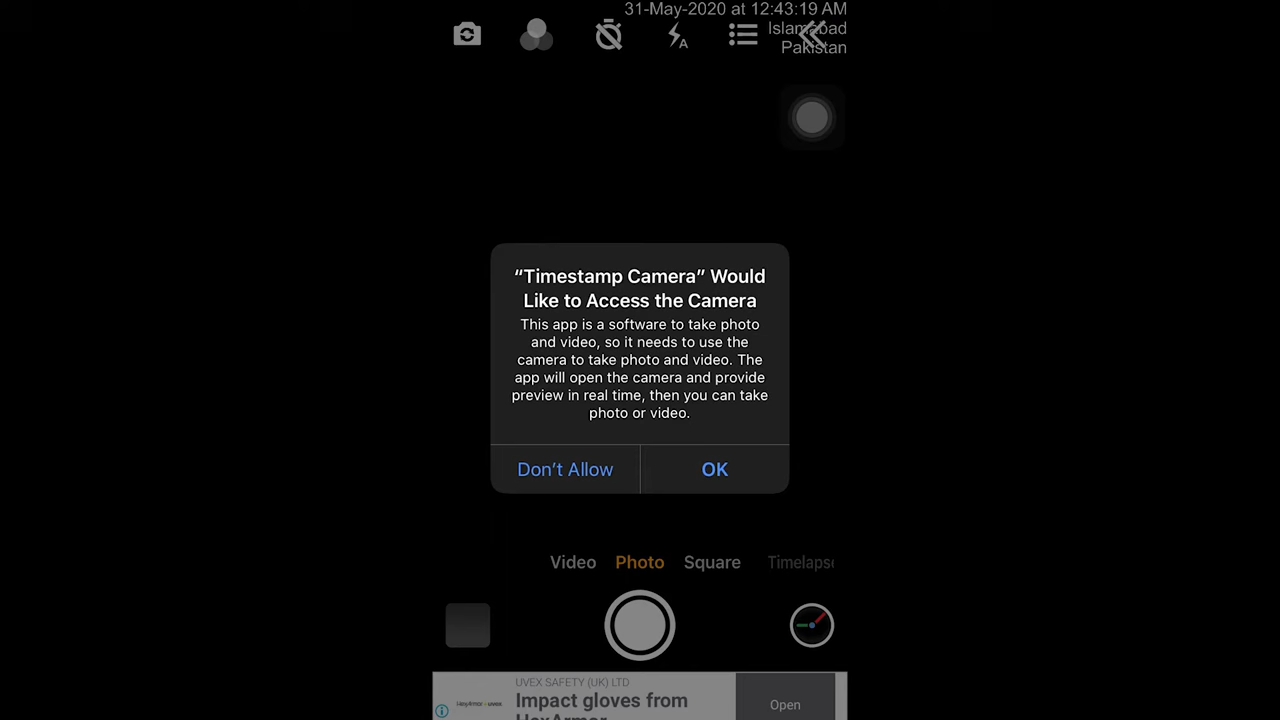 31-May-2020 at 12:43:19 AM
Islamabad
Pakistan
A
“Timestamp Camera” Would
Like to Access the Camera
This app is a software to take photo
and video, so it needs to use the
camera to take photo and video. The
app will open the camera and provide
preview in real time, then you can take
photo or video.
Don’t Allow
OK
Video
Photo
Square
Timelapse
UVEX SAFETY (UK) LTD
Impact gloves from
HexArmor
HexArmor uvex
Open